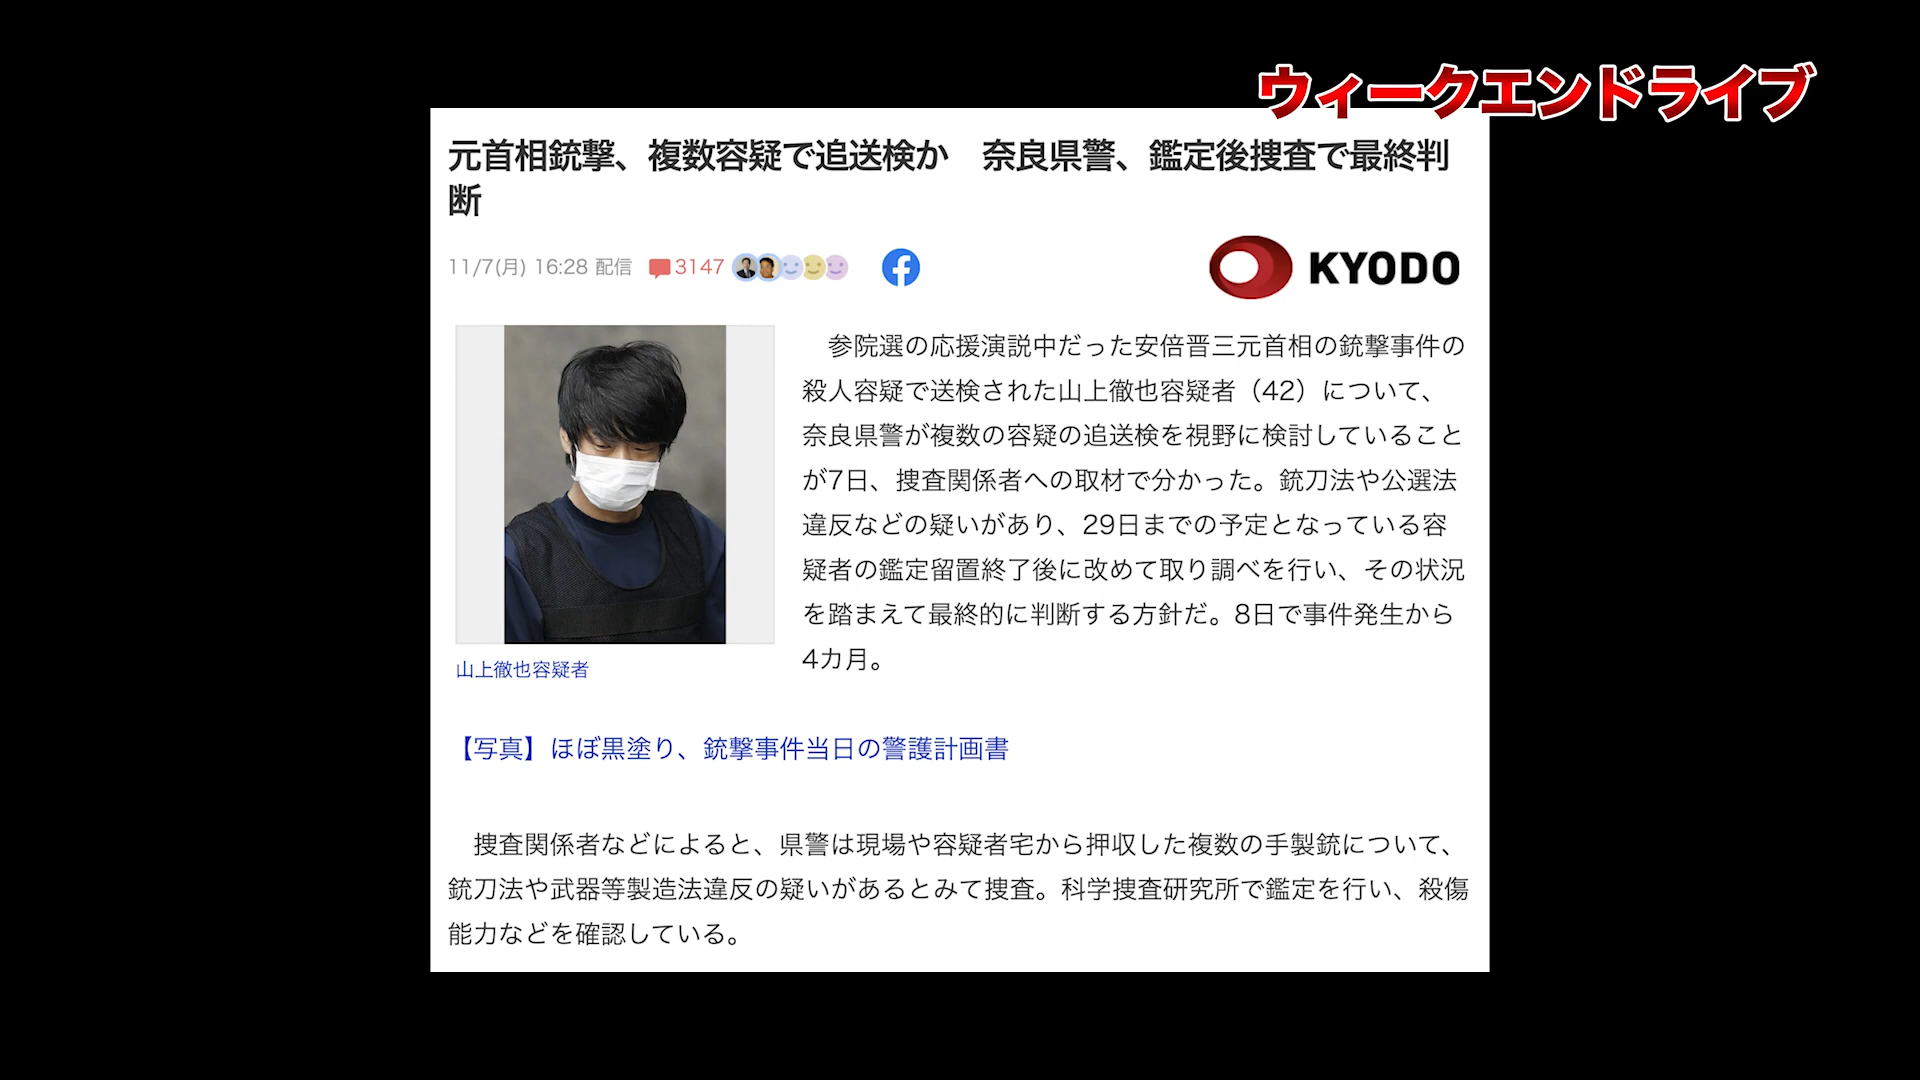 ウィークエンドライブ
元首相銃撃、複数容疑で追送検か　奈良県警、鑑定後捜査で最終判
断
11/7(月) 16:28 配信 3147
KYODO
参院選の応援演説中だった安倍晋三元首相の銃撃事件の
殺人容疑で送検された山上徹也容疑者（42）について、
奈良県警が複数の容疑の追送検を視野に検討していること
が7日、捜査関係者への取材で分かった。銃刀法や公選法
違反などの疑いがあり、29日までの予定となっている容
疑者の鑑定留置終了後に改めて取り調べを行い、その状況
を踏まえて最終的に判断する方針だ。8日で事件発生から
4カ月。
山上徹也容疑者
【写真】ほぼ黒塗り、銃撃事件当日の警護計画書
捜査関係者などによると、県警は現場や容疑者宅から押収した複数の手製銃について、
銃刀法や武器等製造法違反の疑いがあるとみて捜査。科学捜査研究所で鑑定を行い、殺傷
能力などを確認している。